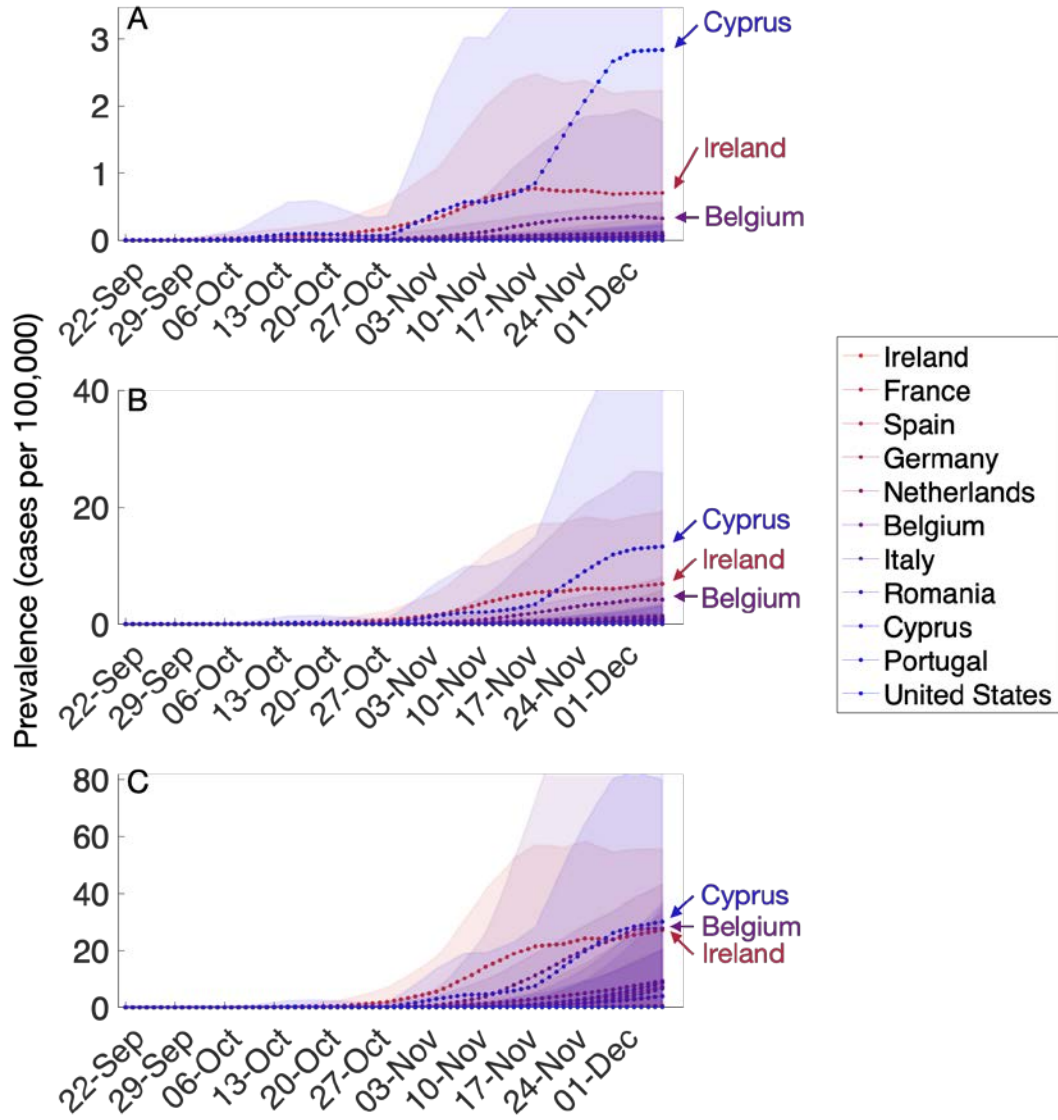 A
3
2
1
0
Cyprus
Ireland
Belgium
22-Sep
29-Sep
06-Oct
13-Oct
20-Oct
27-Oct
03-Nov
10-Nov
17-Nov
24-Nov
01-Dec
Prevalence (cases per 100,000)
B
40
20
0
Cyprus
Ireland
Belgium
22-Sep
29-Sep
06-Oct
13-Oct
20-Oct
27-Oct
03-Nov
10-Nov
17-Nov
24-Nov
01-Dec
Ireland
France
Spain
Germany
Netherlands
Belgium
Italy
Romania
Cyprus
Portugal
United States
C
80
60
40
20
0
Cyprus
Belgium
Ireland
22-Sep
29-Sep
06-Oct
13-Oct
20-Oct
27-Oct
03-Nov
10-Nov
17-Nov
24-Nov
01-Dec